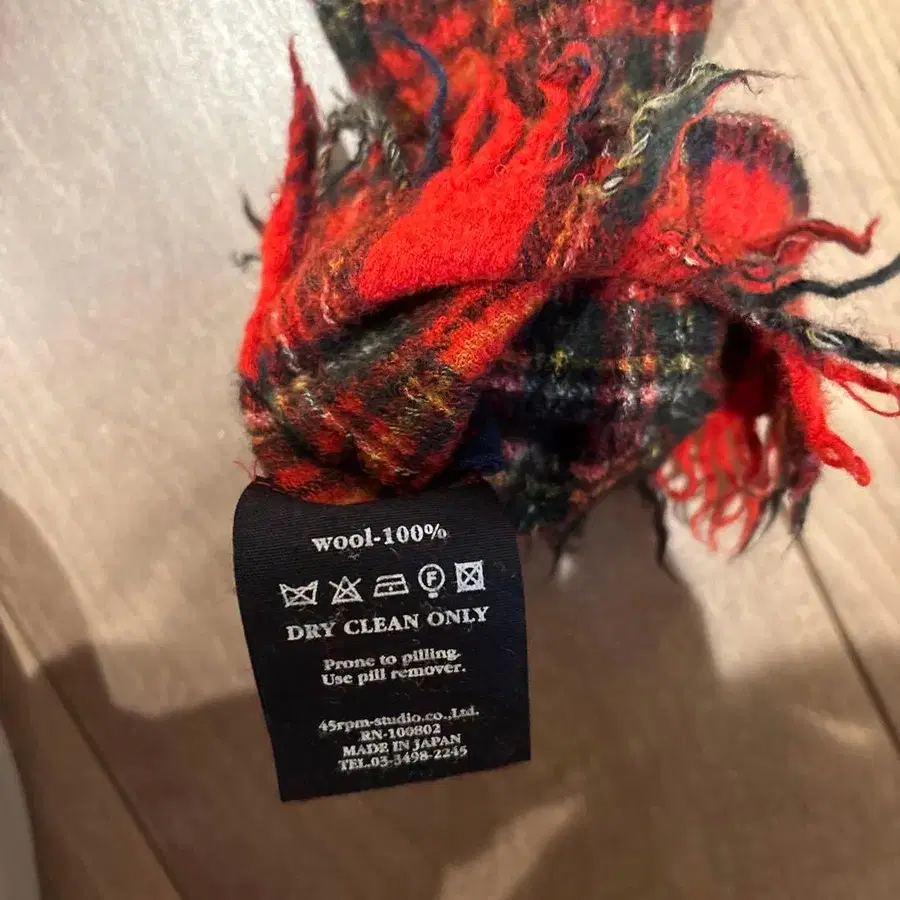 wool-100%
F
DRY CLEAN ONLY
Prone to pilling.
Use pill remover.
45rpm-studio.co.,Ltd.
RN-100802
MADE IN JAPAN
TEL.03-3498-2245